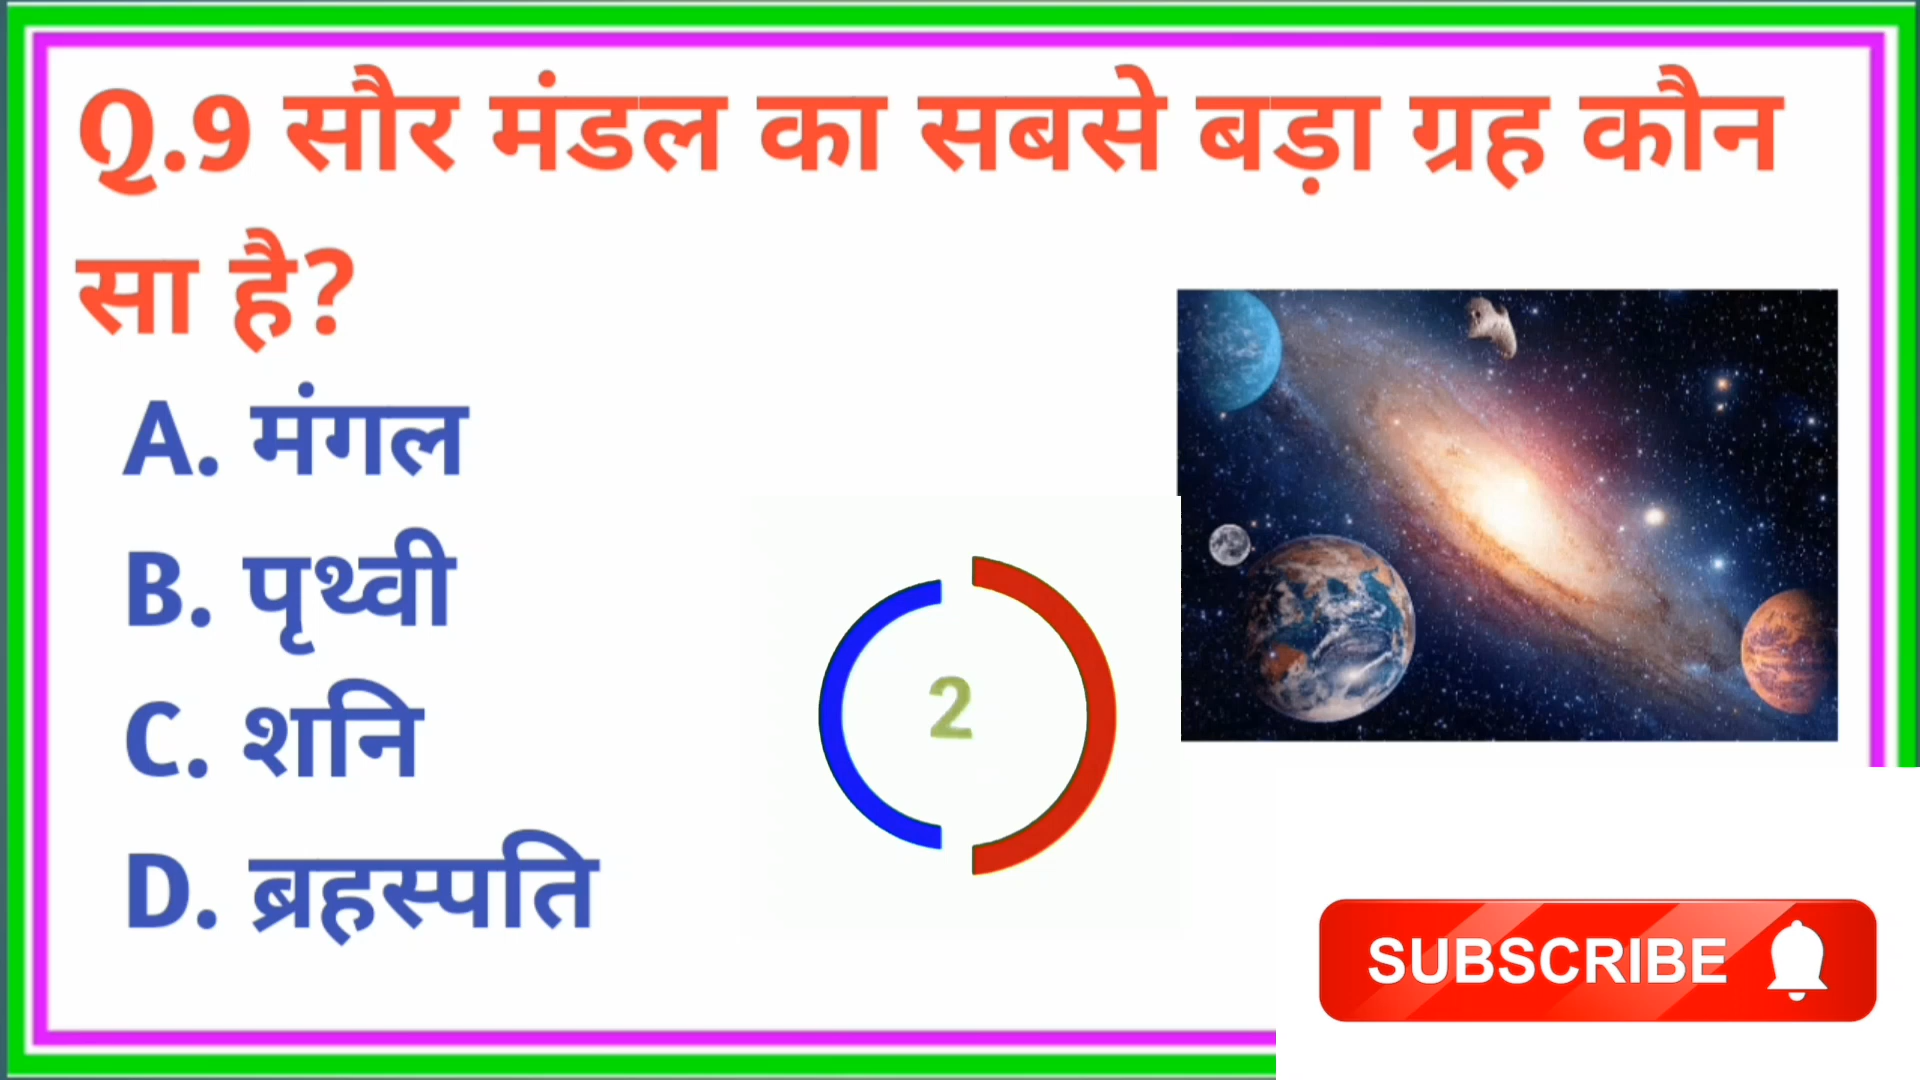 Q.9 सौर मंडल का सबसे बड़ा ग्रह कौन
सा है?
A. मंगल
B. पृथ्वी
C. शनि
D. ब्रहस्पति
2
SUBSCRIBE